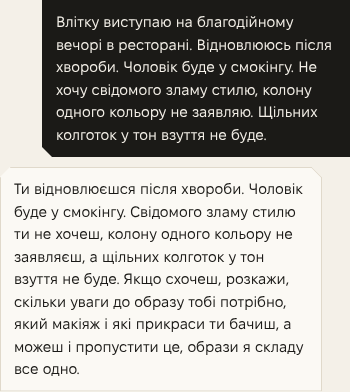 Влітку виступаю на благодійному
вечорі в ресторані. Відновлююсь після
хвороби. Чоловік буде у смокінгу. Не
хочу свідомого зламу стилю, колону
одного кольору не заявляю. Щільних
колготок у тон взуття не буде.
Ти відновлюєшся після хвороби. Чоловік
буде у смокінгу. Свідомого зламу стилю
ти не хочеш, колону одного кольору не
заявляєш, а щільних колготок у тон
взуття не буде. Якщо схочеш, розкажи,
скільки уваги до образу тобі потрібно,
який макіяж і які прикраси ти бачиш, а
можеш і пропустити це, образи я складу
все одно.